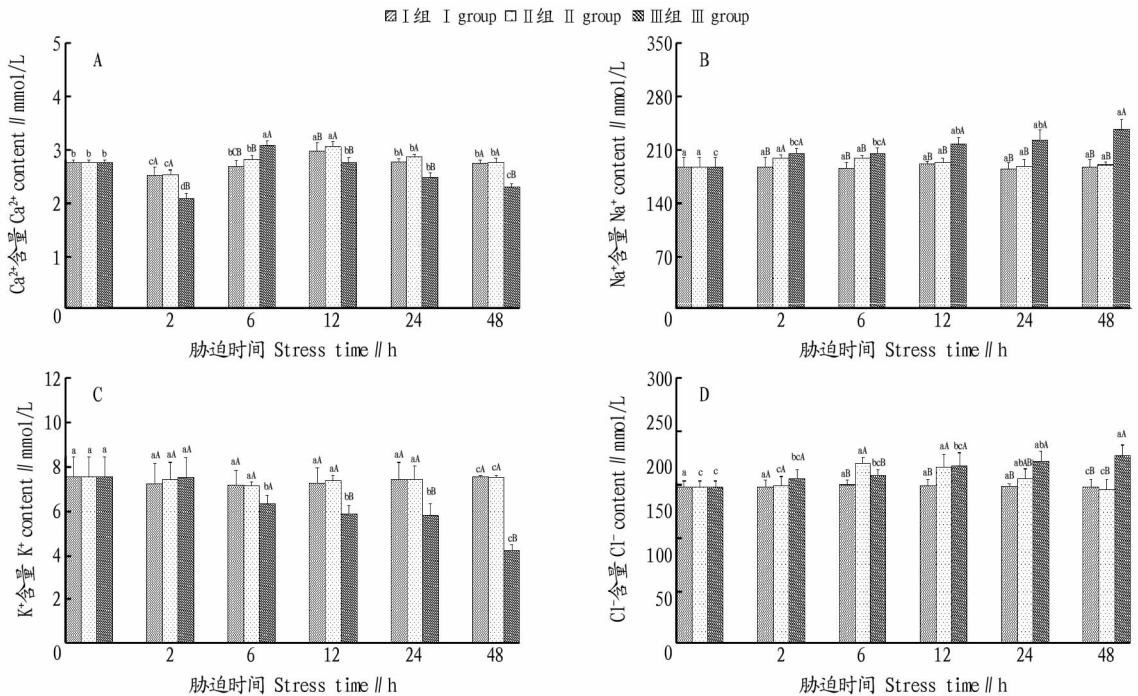 Ⅰ组 Ⅰ group Ⅱ组 Ⅱ group Ⅲ组 Ⅲ group
A
Ca²⁺含量 Ca²⁺ content∥mmol/L
5
4
3
2
1
0
b b b
cA cA dB
bCB bB aA
aB aA bB
bA aA bB
bA bA cB
2 6 12 24 48
胁迫时间 Stress time∥h
B
Na⁺含量 Na⁺ content∥mmol/L
350
280
210
140
70
0
a a c
aB aA bcA
aB aB bcA
aB aB abA
aB aB abA
aB aB aA
2 6 12 24 48
胁迫时间 Stress time∥h
C
K⁺含量 K⁺ content∥mmol/L
12
10
8
6
4
2
0
a a a
aA aA aA
aA aA bA
aA aA bB
aA aA bB
cA cA cB
2 6 12 24 48
胁迫时间 Stress time∥h
D
Cl⁻含量 Cl⁻ content∥mmol/L
300
250
200
150
100
50
0
a c c
aA cA bcA
aB aA bcB
aB aA bcA
aB abAB abA
cB cB aA
2 6 12 24 48
胁迫时间 Stress time∥h